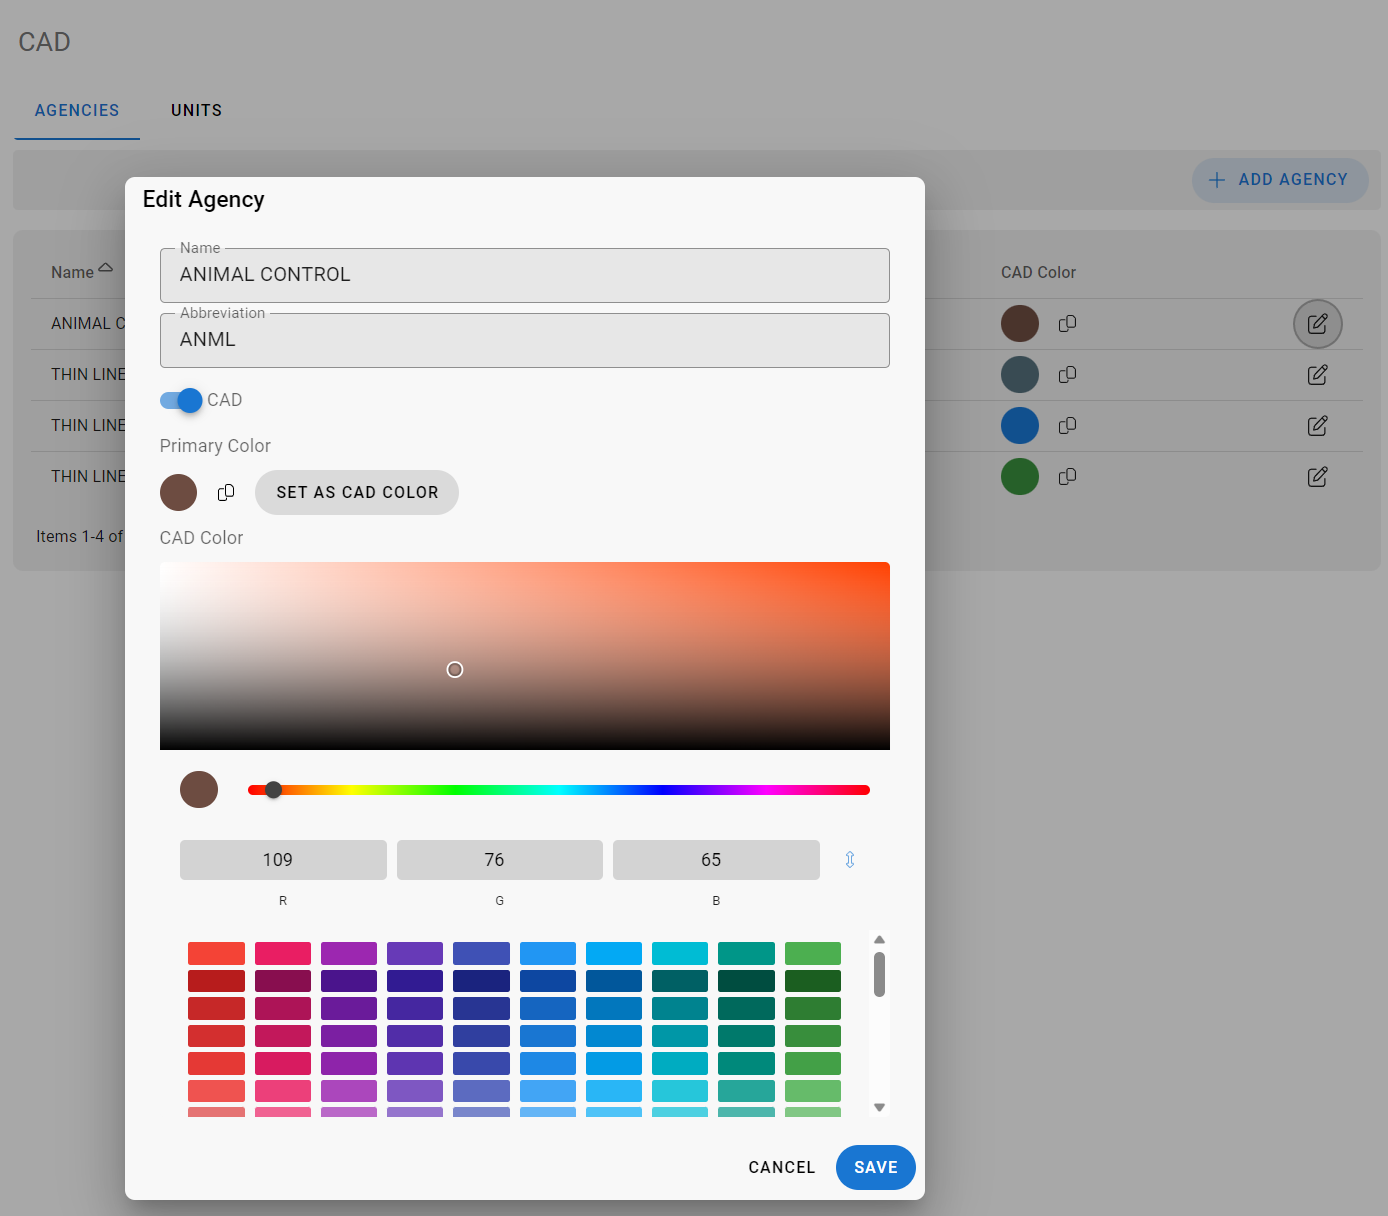 CAD
AGENCIES UNITS
ADD AGENCY
Edit Agency
Name
ANIMAL CONTROL
Abbreviation
ANML
CAD
Primary Color
SET AS CAD COLOR
CAD Color
109 76 65
R G B
CANCEL SAVE
Name CAD Color
ANIMAL C
THIN LINE
THIN LINE
THIN LINE
Items 1-4 of